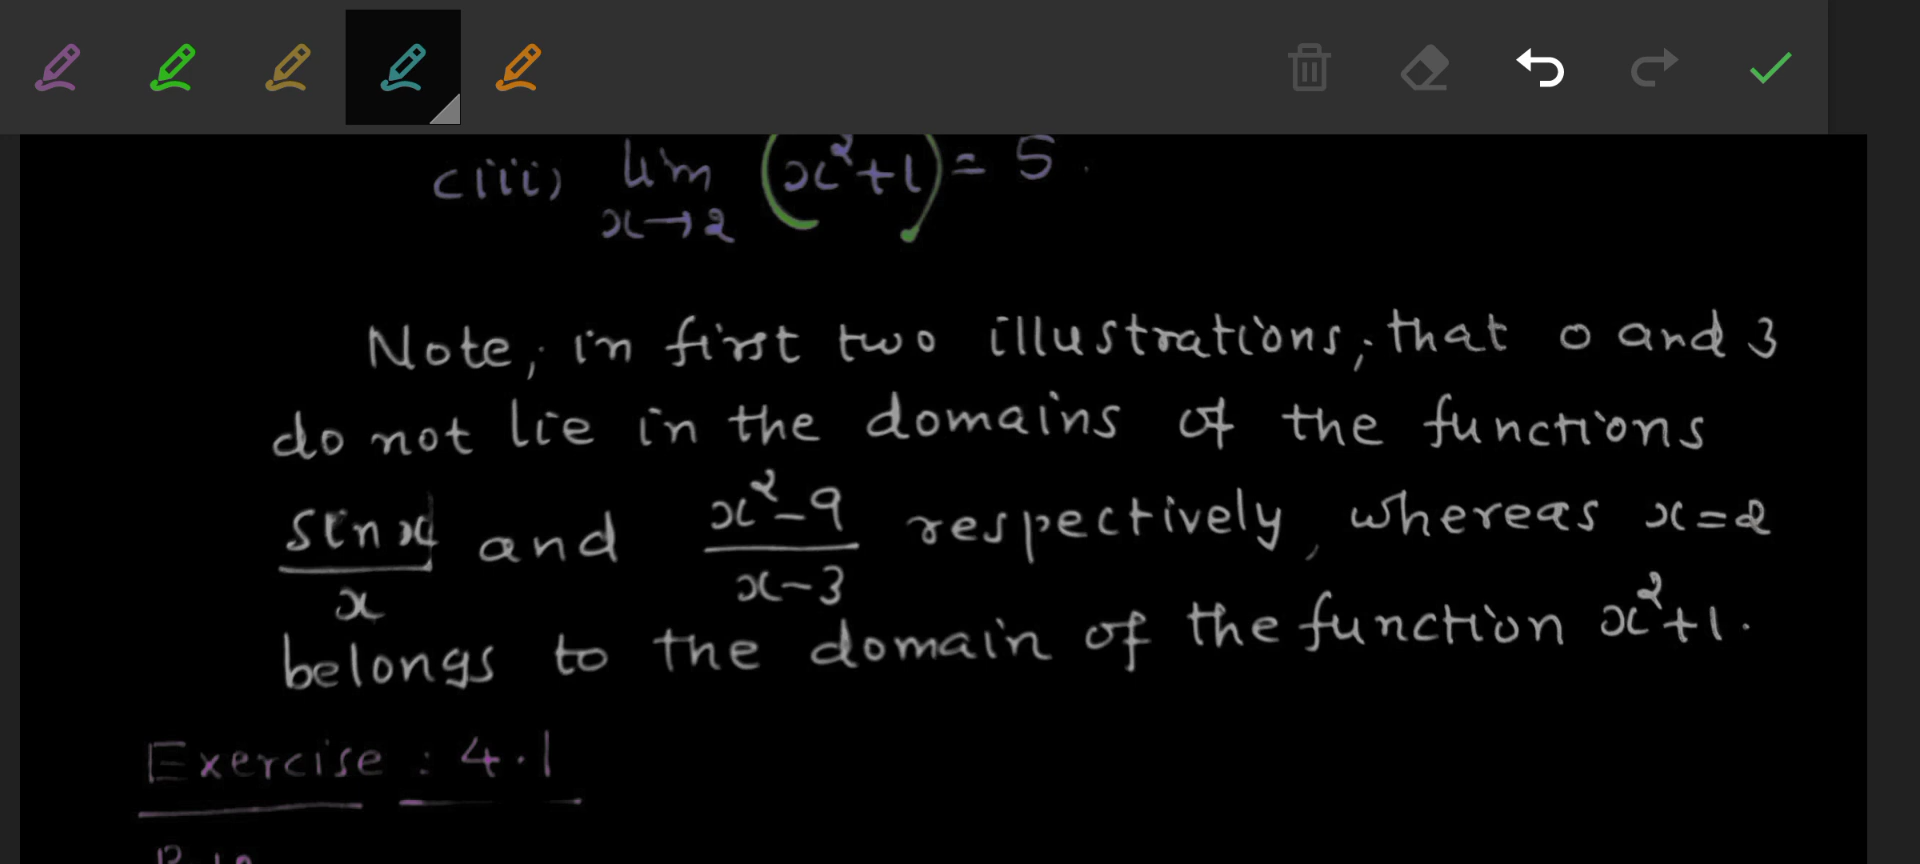 (iii) lim (x²+1) = 5.
x→2
Note, in first two illustrations, that 0 and 3
do not lie in the domains of the functions
sin x/x and x²-9/x-3 respectively, whereas x=2
belongs to the domain of the function x²+1.
Exercise : 4.1